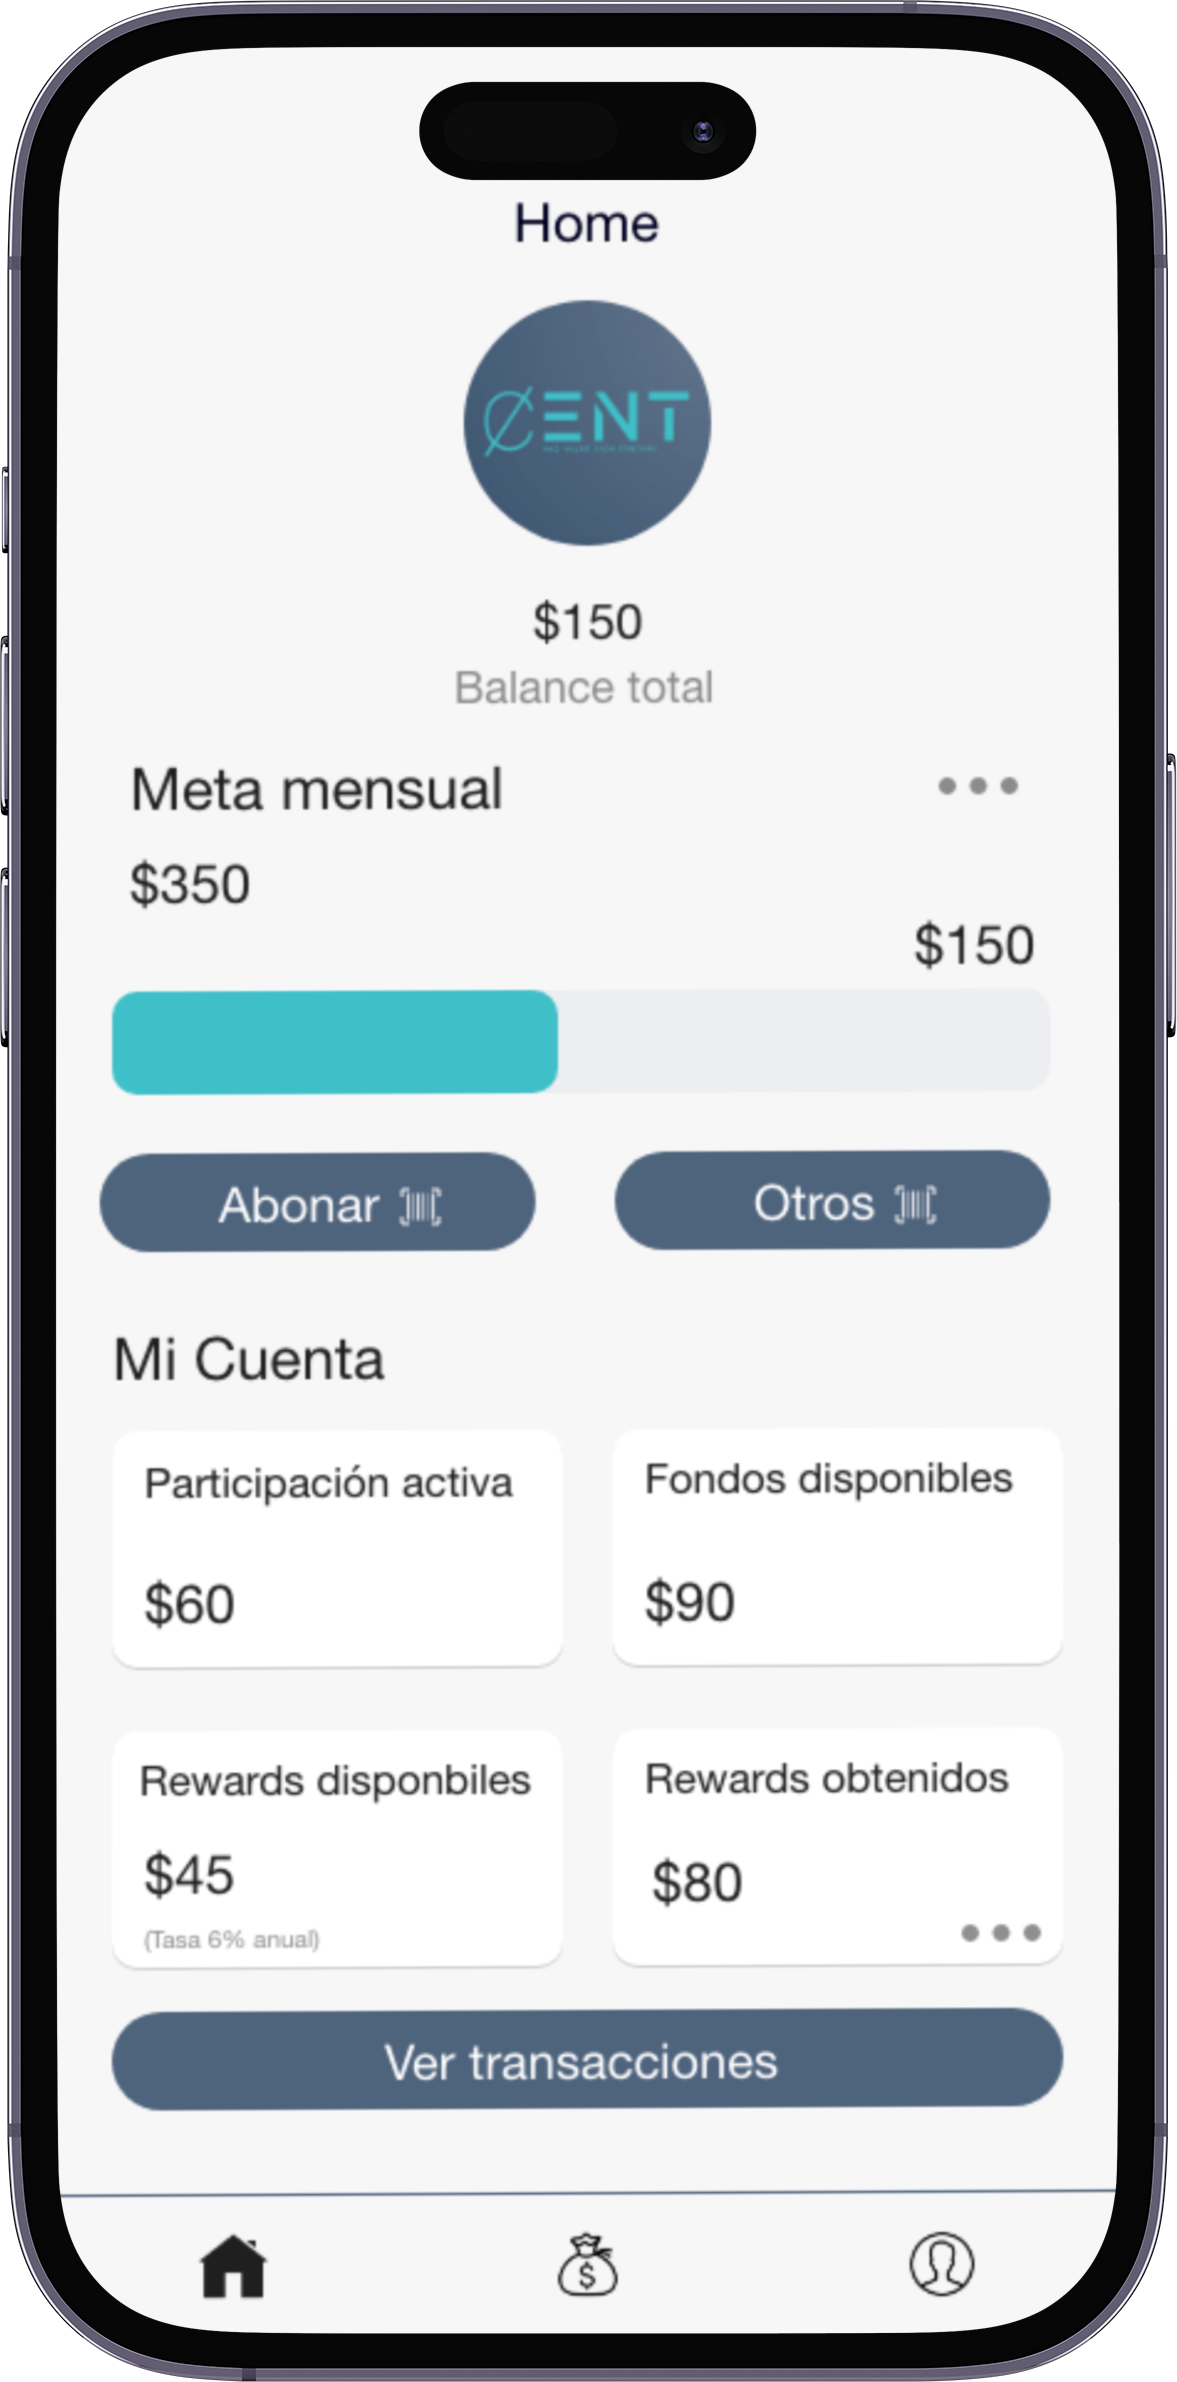 Home
¢ENT
$150
Balance total
Meta mensual
$350
$150
Abonar
Otros
Mi Cuenta
Participación activa
$60
Fondos disponibles
$90
Rewards disponbiles
$45
(Tasa 6% anual)
Rewards obtenidos
$80
Ver transacciones
$